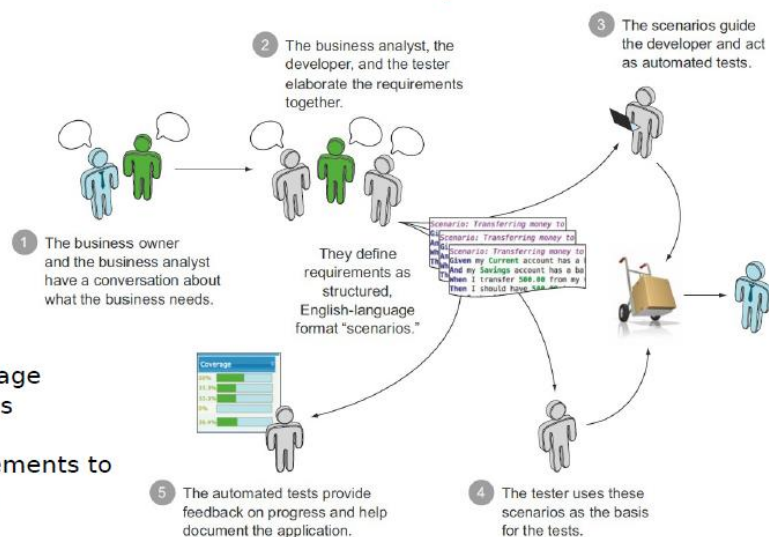 1
The business owner
and the business analyst
have a conversation about
what the business needs.
2
The business analyst, the
developer, and the tester
elaborate the requirements
together.
They define
requirements as
structured,
English-language
format “scenarios.”
Scenario: Transferring money to
Scenario: Transferring money to
Scenario: Transferring money to
Given my Current account has a
And my Savings account has a ba
When I transfer 500.00 from my
Then I should have
3
The scenarios guide
the developer and act
as automated tests.
4
The tester uses these
scenarios as the basis
for the tests.
Coverage
5
The automated tests provide
feedback on progress and help
document the application.
age
s
ements to